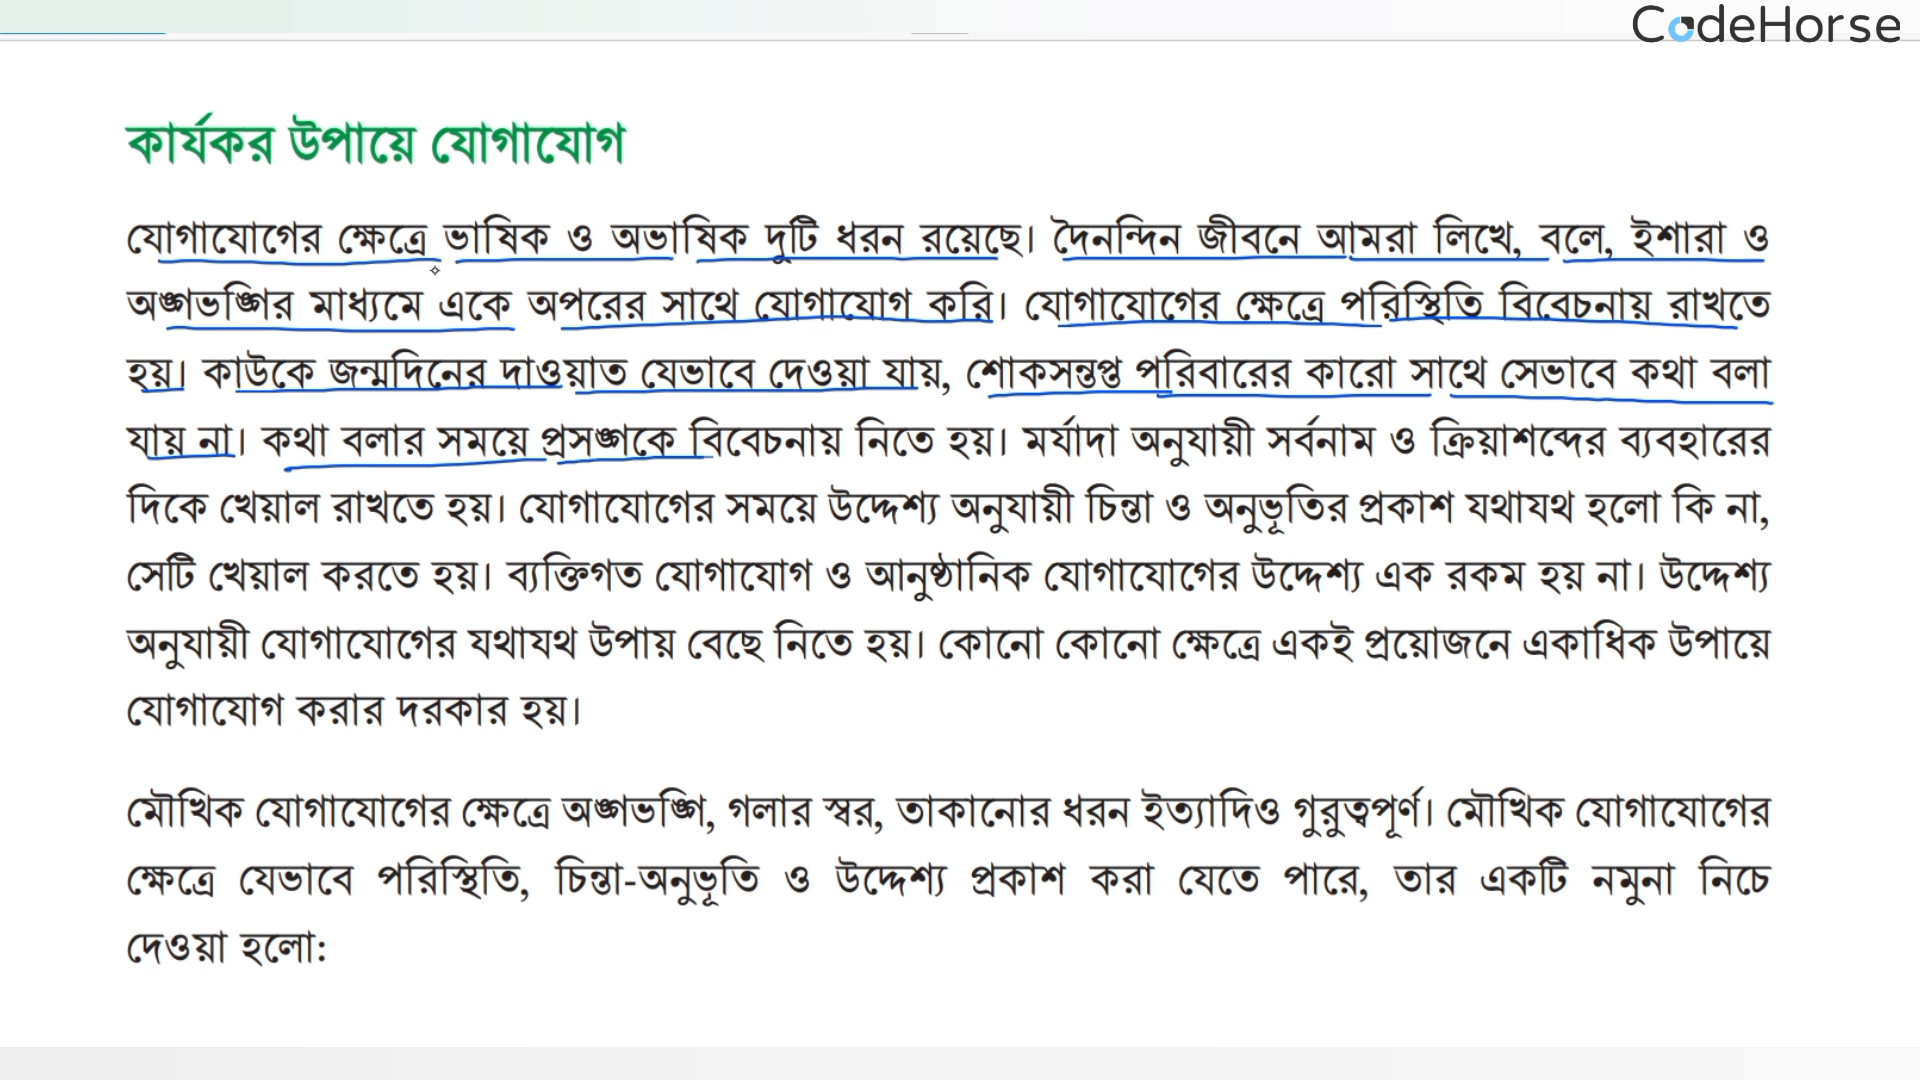 CodeHorse
কার্যকর উপায়ে যোগাযোগ
যোগাযোগের ক্ষেত্রে ভাষিক ও অভাষিক দুটি ধরন রয়েছে। দৈনন্দিন জীবনে আমরা লিখে, বলে, ইশারা ও
অঙ্গভঙ্গির মাধ্যমে একে অপরের সাথে যোগাযোগ করি। যোগাযোগের ক্ষেত্রে পরিস্থিতি বিবেচনায় রাখতে
হয়। কাউকে জন্মদিনের দাওয়াত যেভাবে দেওয়া যায়, শোকসন্তপ্ত পরিবারের কারো সাথে সেভাবে কথা বলা
যায় না। কথা বলার সময়ে প্রসঙ্গকে বিবেচনায় নিতে হয়। মর্যাদা অনুযায়ী সর্বনাম ও ক্রিয়াশব্দের ব্যবহারের
দিকে খেয়াল রাখতে হয়। যোগাযোগের সময়ে উদ্দেশ্য অনুযায়ী চিন্তা ও অনুভূতির প্রকাশ যথাযথ হলো কি না,
সেটি খেয়াল করতে হয়। ব্যক্তিগত যোগাযোগ ও আনুষ্ঠানিক যোগাযোগের উদ্দেশ্য এক রকম হয় না। উদ্দেশ্য
অনুযায়ী যোগাযোগের যথাযথ উপায় বেছে নিতে হয়। কোনো কোনো ক্ষেত্রে একই প্রয়োজনে একাধিক উপায়ে
যোগাযোগ করার দরকার হয়।
মৌখিক যোগাযোগের ক্ষেত্রে অঙ্গভঙ্গি, গলার স্বর, তাকানোর ধরন ইত্যাদিও গুরুত্বপূর্ণ। মৌখিক যোগাযোগের
ক্ষেত্রে যেভাবে পরিস্থিতি, চিন্তা-অনুভূতি ও উদ্দেশ্য প্রকাশ করা যেতে পারে, তার একটি নমুনা নিচে
দেওয়া হলো: